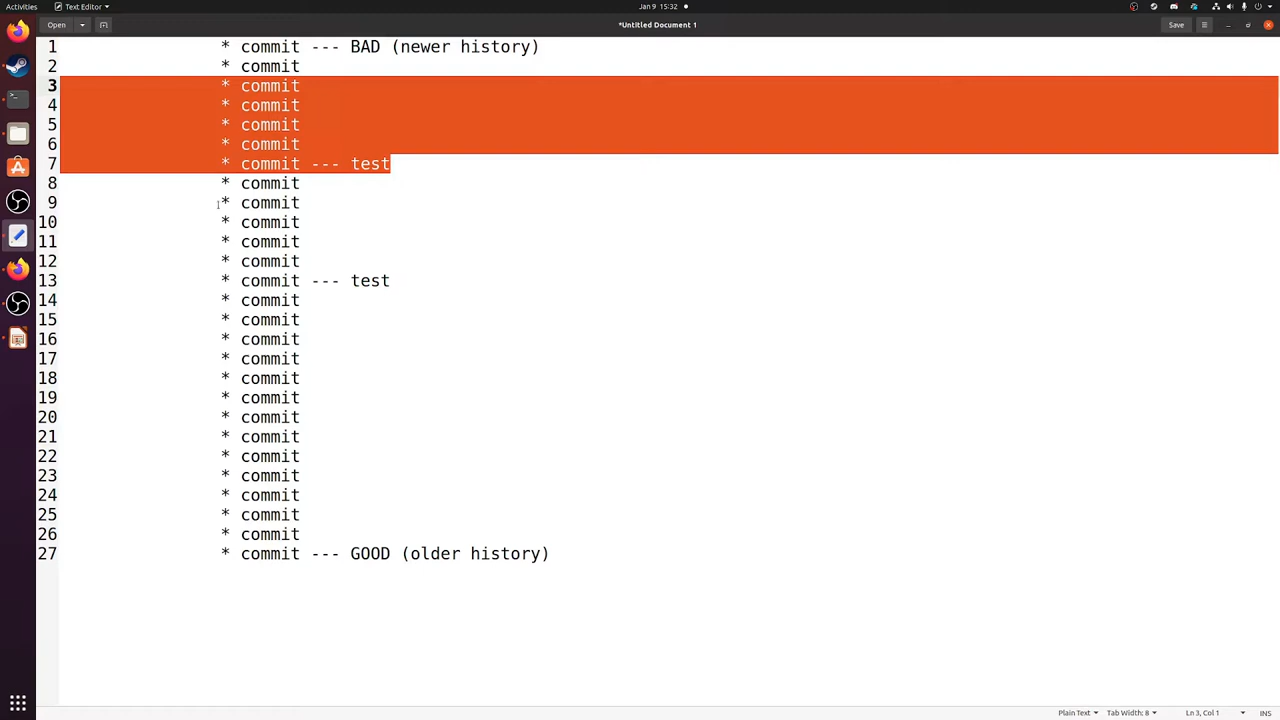 Activities
Text Editor
Jan 9 15:32
Open
*Untitled Document 1
Save
1 * commit --- BAD (newer history)
2 * commit
3 * commit
4 * commit
5 * commit
6 * commit
7 * commit --- test
8 * commit
9 * commit
10 * commit
11 * commit
12 * commit
13 * commit --- test
14 * commit
15 * commit
16 * commit
17 * commit
18 * commit
19 * commit
20 * commit
21 * commit
22 * commit
23 * commit
24 * commit
25 * commit
26 * commit
27 * commit --- GOOD (older history)
Plain Text
Tab Width: 8
Ln 3, Col 1
INS